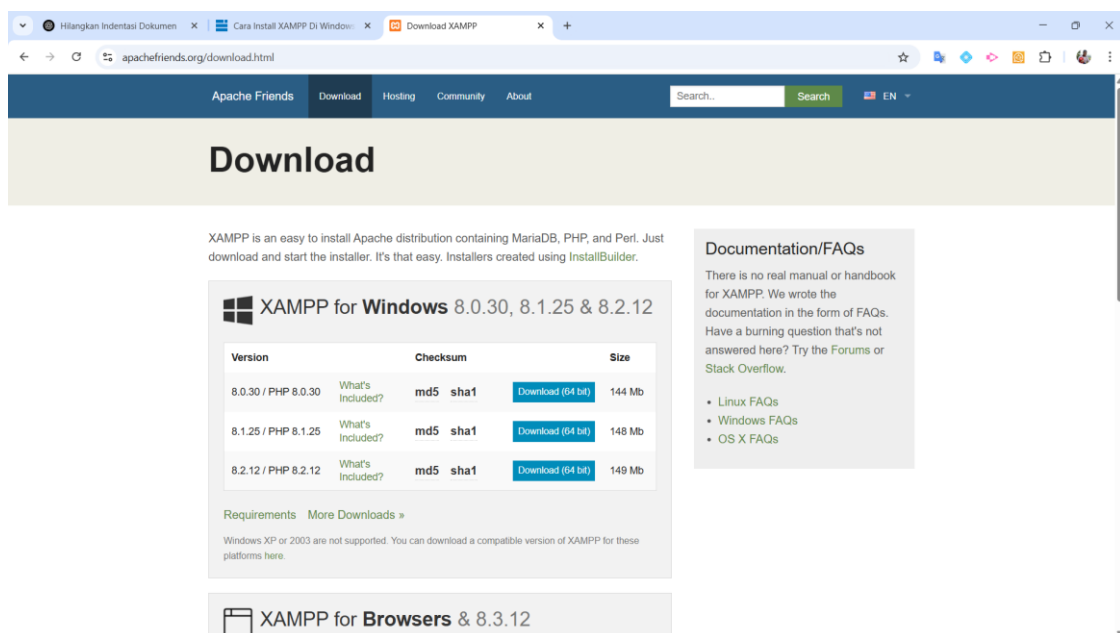 Hilangkan Indentasi Dokumen
Cara Install XAMPP Di Windows
Download XAMPP
apachefriends.org/download.html
Apache Friends Download Hosting Community About Search... Search EN
Download
XAMPP is an easy to install Apache distribution containing MariaDB, PHP, and Perl. Just
download and start the installer. It's that easy. Installers created using InstallBuilder.
XAMPP for Windows 8.0.30, 8.1.25 & 8.2.12
Version Checksum Size
8.0.30 / PHP 8.0.30 What's Included? md5 sha1 Download (64 bit) 144 Mb
8.1.25 / PHP 8.1.25 What's Included? md5 sha1 Download (64 bit) 148 Mb
8.2.12 / PHP 8.2.12 What's Included? md5 sha1 Download (64 bit) 149 Mb
Requirements More Downloads »
Windows XP or 2003 are not supported. You can download a compatible version of XAMPP for these
platforms here.
XAMPP for Browsers & 8.3.12
Documentation/FAQs
There is no real manual or handbook
for XAMPP. We wrote the
documentation in the form of FAQs.
Have a burning question that's not
answered here? Try the Forums or
Stack Overflow.
• Linux FAQs
• Windows FAQs
• OS X FAQs